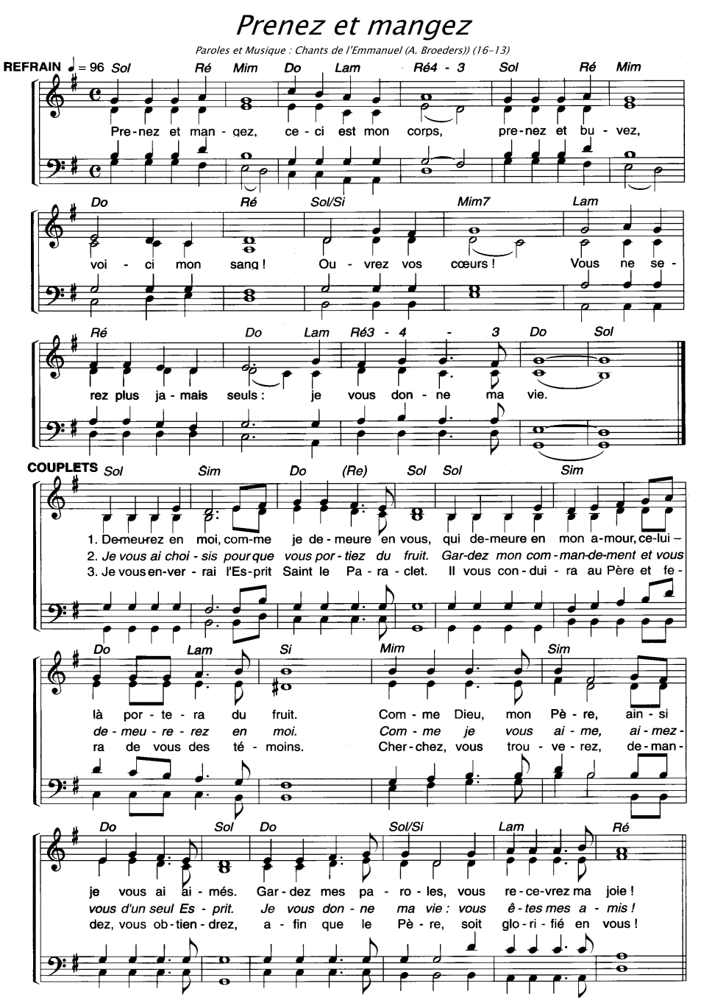 Prenez et mangez
Paroles et Musique : Chants de l'Emmanuel (A. Broeders)) (16-13)
REFRAIN ♩ = 96 Sol Ré Mim Do Lam Ré4 - 3 Sol Ré Mim
Pre-nez et man - gez, ce - ci est mon corps, pre-nez et bu - vez,
Do Ré Sol/Si Mim7 Lam
voi - ci mon sang ! Ou - vrez vos cœurs ! Vous ne se -
Ré Do Lam Ré3 - 4 - 3 Do Sol
rez plus ja - mais seuls : je vous don - ne ma vie.
COUPLETS Sol Sim Do (Re) Sol Sol Sim
1. De-meu-rez en moi, com-me je de-meure en vous, qui de-meure en mon a-mour, ce-lui –
2. Je vous ai choi - sis pour que vous por - tiez du fruit. Gar-dez mon com-man-de-ment et vous
3. Je vous en-ver - rai l'Es-prit Saint le Pa - ra - clet. Il vous con - dui - ra au Père et fe -
Do Lam Si Mim Sim
là por - te - ra du fruit. Com - me Dieu, mon Pè - re, ain - si
de - meu - re - rez en moi. Com - me je vous ai - me, ai - mez -
ra de vous des té - moins. Cher - chez, vous trou - ve - rez, de - man -
Do Sol Do Sol/Si Lam Ré
je vous ai ai - més. Gar - dez mes pa - ro - les, vous re - ce - vrez ma joie !
vous d'un seul Es - prit. Je vous don - ne ma vie : vous ê - tes mes a - mis !
dez, vous ob - tien - drez, a - fin que le Pè - re, soit glo - ri - fié en vous !